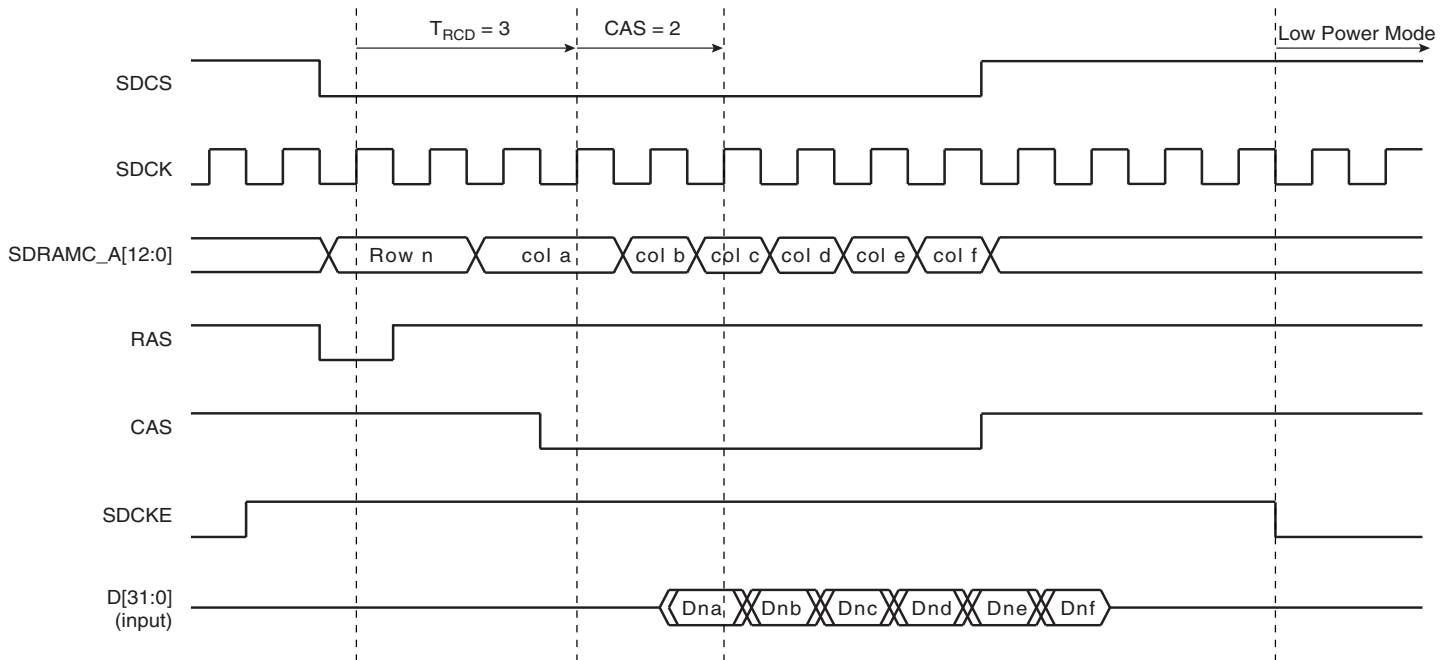 T_RCD = 3
CAS = 2
Low Power Mode
SDCS
SDCK
SDRAMC_A[12:0]
Row n
col a
col b
col c
col d
col e
col f
RAS
CAS
SDCKE
D[31:0]
(input)
Dna
Dnb
Dnc
Dnd
Dne
Dnf